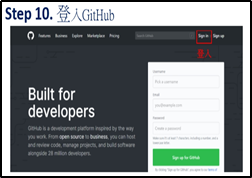 Step 10. 登入GitHub
Features Business Explore Marketplace Pricing Sign in or Sign up
登入
Built for
developers
GitHub is a development platform inspired by the way
you work. From open source to business, you can host
and review code, manage projects, and build software
alongside 28 million developers.
Username
Pick a username
Email
you@example.com
Password
Create a password
Sign up for GitHub